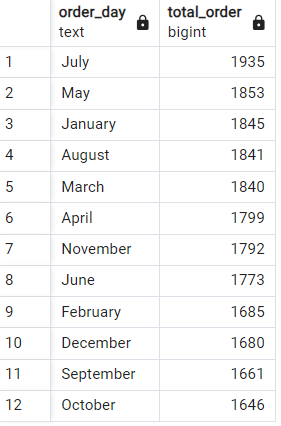 order_day total_order
text bigint
1 July 1935
2 May 1853
3 January 1845
4 August 1841
5 March 1840
6 April 1799
7 November 1792
8 June 1773
9 February 1685
10 December 1680
11 September 1661
12 October 1646